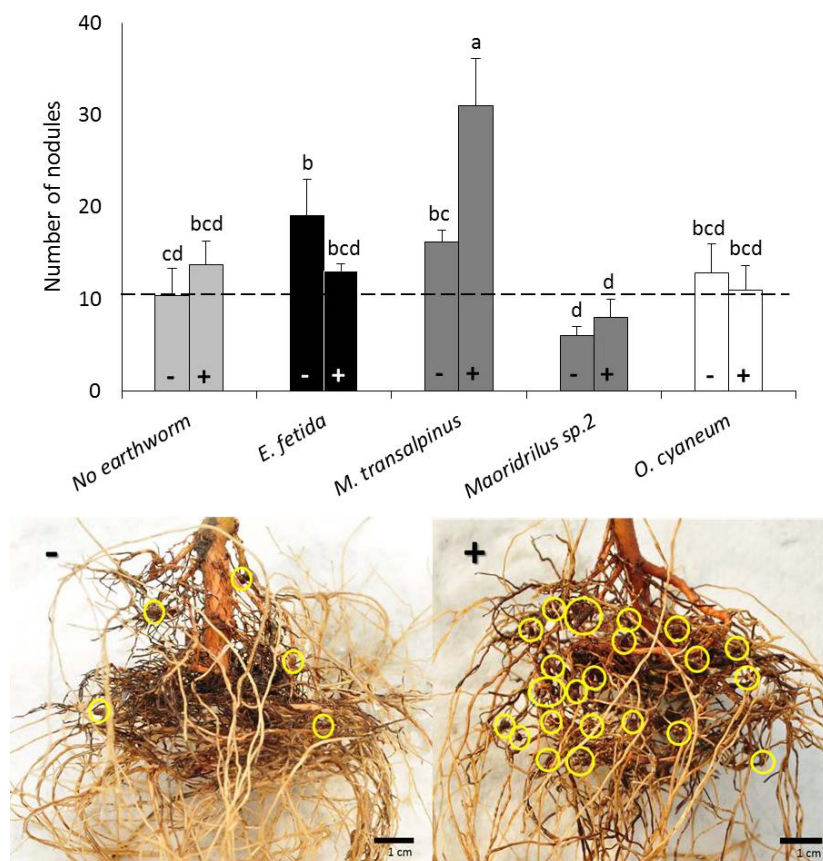 40
30
20
10
0
Number of nodules
cd
bcd
b
bcd
bc
a
d
d
bcd
bcd
- + - + - + - + - +
No earthworm
E. fetida
M. transalpinus
Maoridrilus sp.2
O. cyaneum
- +
1 cm
1 cm